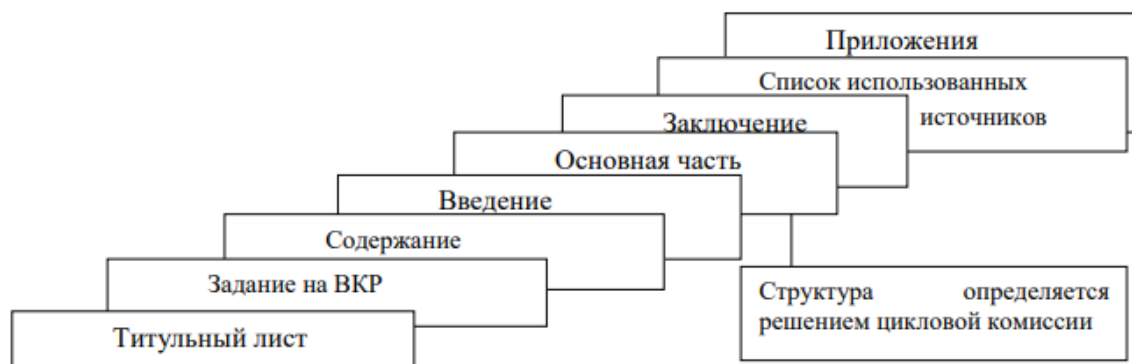 Приложения
Список использованных
источников
Заключение
Основная часть
Введение
Содержание
Задание на ВКР
Титульный лист
Структура определяется
решением цикловой комиссии